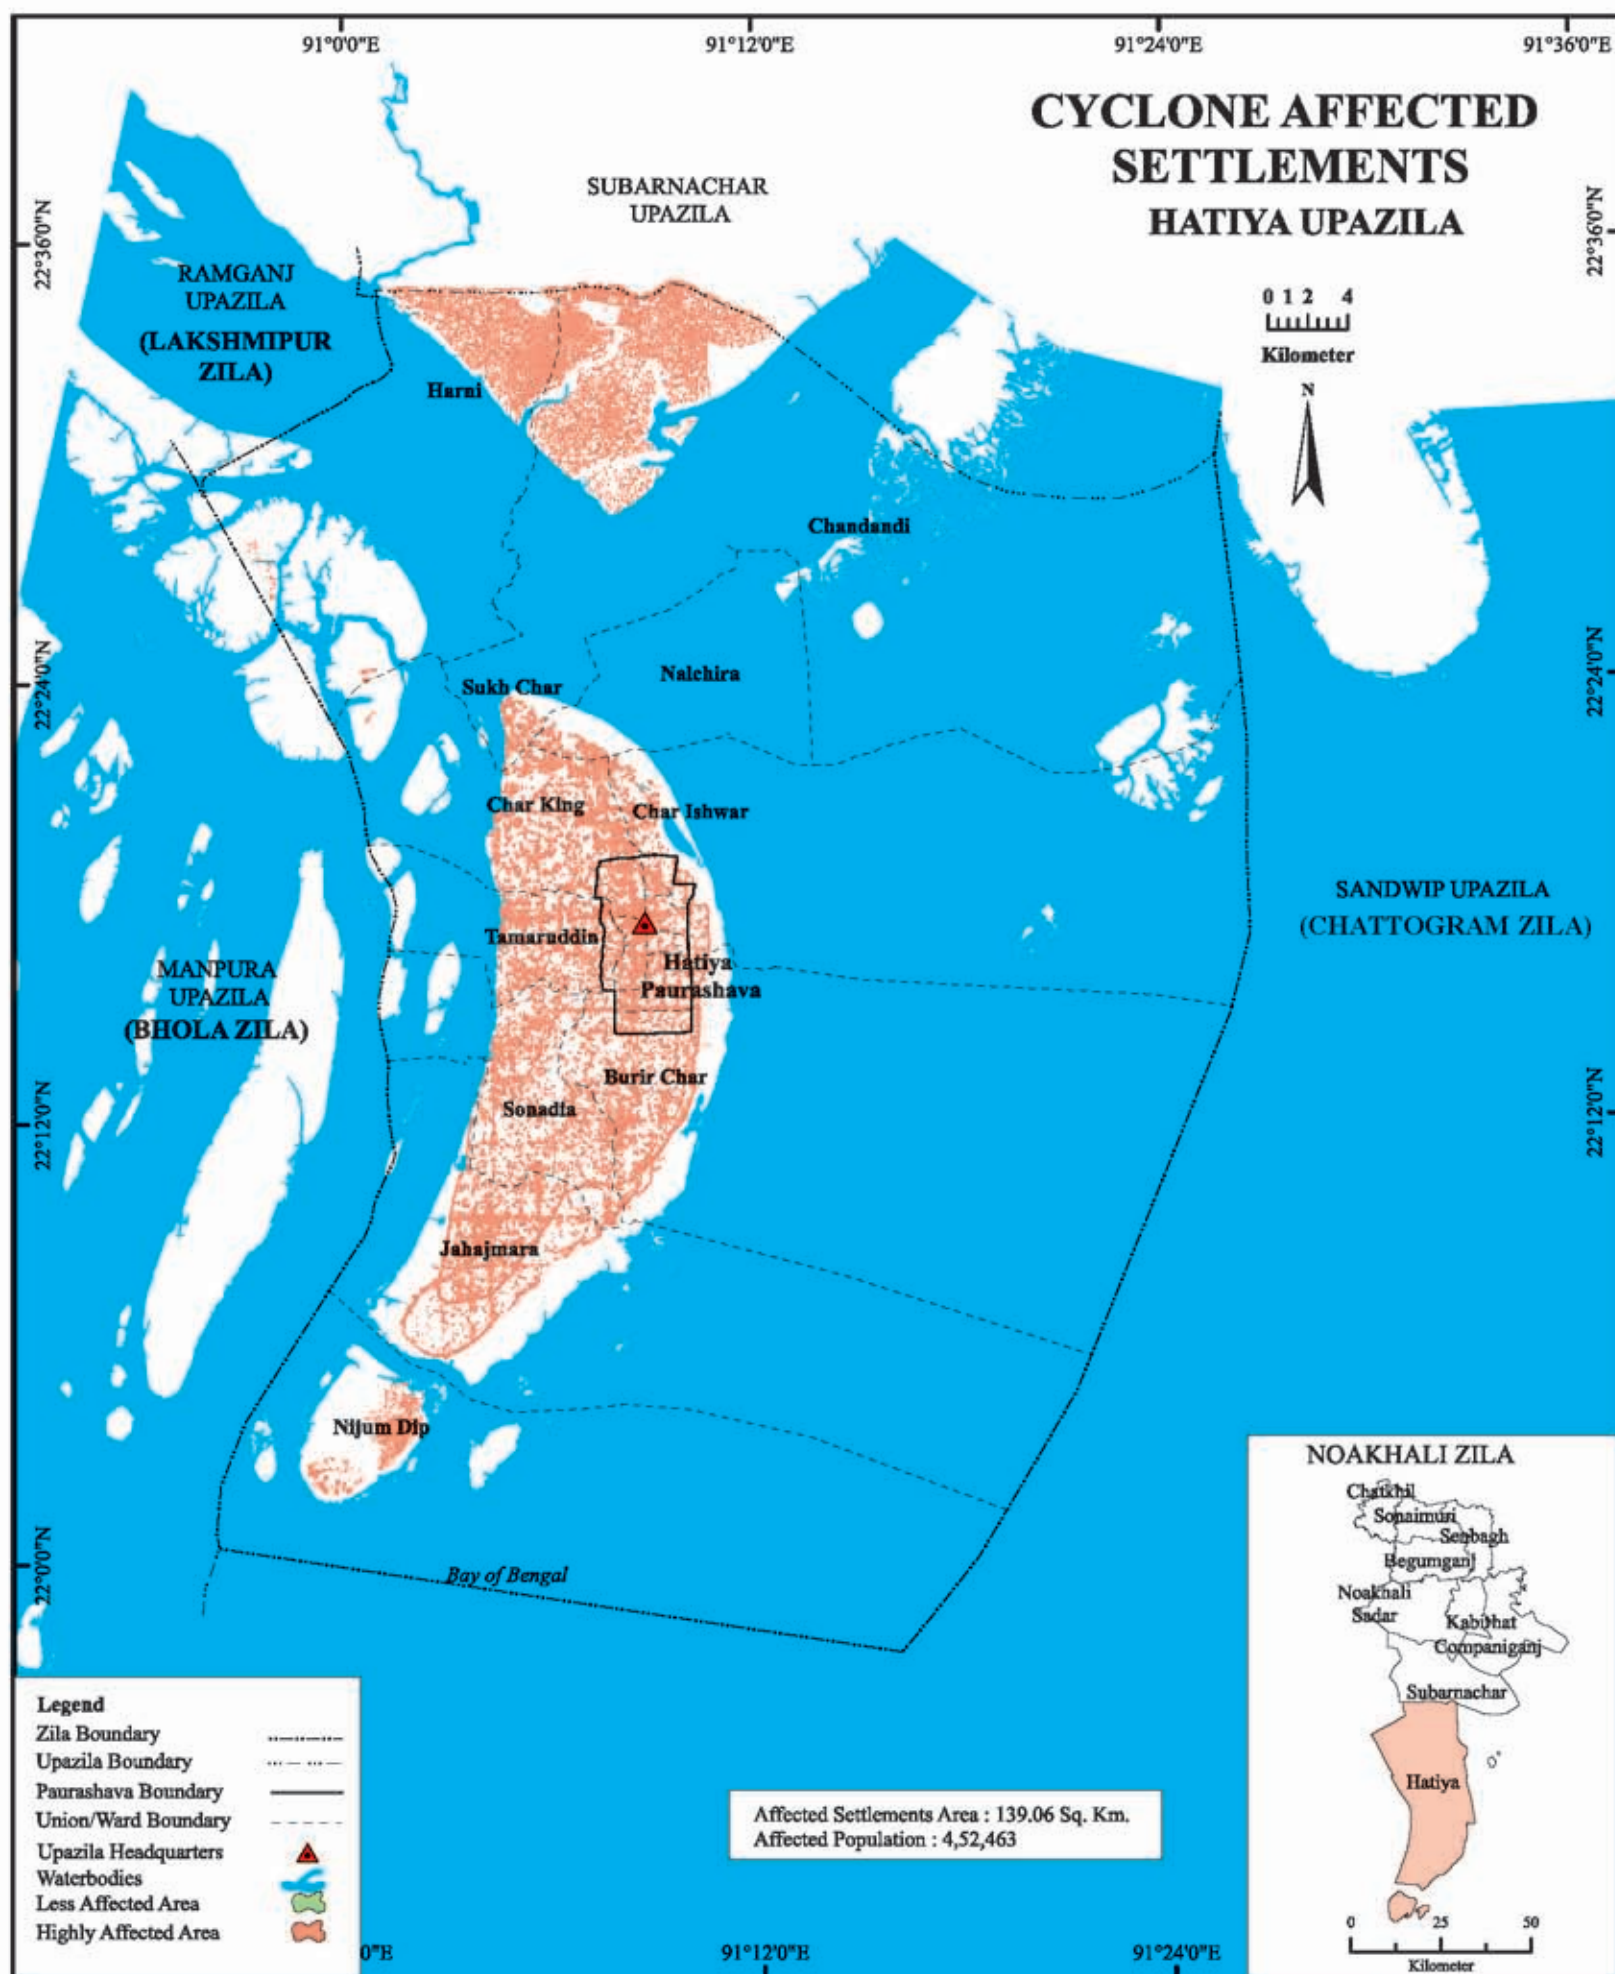 91°0'0"E
91°12'0"E
91°24'0"E
91°36'0"E
CYCLONE AFFECTED
SETTLEMENTS
HATIYA UPAZILA
SUBARNACHAR
UPAZILA
22°36'0"N
22°36'0"N
RAMGANJ
UPAZILA
(LAKSHMIPUR
ZILA)
0 1 2 4
Kilometer
N
Harni
Chandandi
Nalchira
Sukh Char
22°24'0"N
22°24'0"N
Char King
Char Ishwar
SANDWIP UPAZILA
(CHATTOGRAM ZILA)
Tamaruddin
Hatiya
Paurashava
MANPURA
UPAZILA
(BHOLA ZILA)
Burir Char
Sonadia
22°12'0"N
22°12'0"N
Jahajmara
Nijum Dip
22°0'0"N
Bay of Bengal
NOAKHALI ZILA
Chatkhil
Sonaimuri
Senbagh
Begumganj
Noakhali
Sadar
Kabirhat
Companiganj
Subarnachar
Hatiya
0 25 50
Kilometer
Legend
Zila Boundary
Upazila Boundary
Paurashava Boundary
Union/Ward Boundary
Upazila Headquarters
Waterbodies
Less Affected Area
Highly Affected Area
Affected Settlements Area : 139.06 Sq. Km.
Affected Population : 4,52,463
0"E
91°12'0"E
91°24'0"E